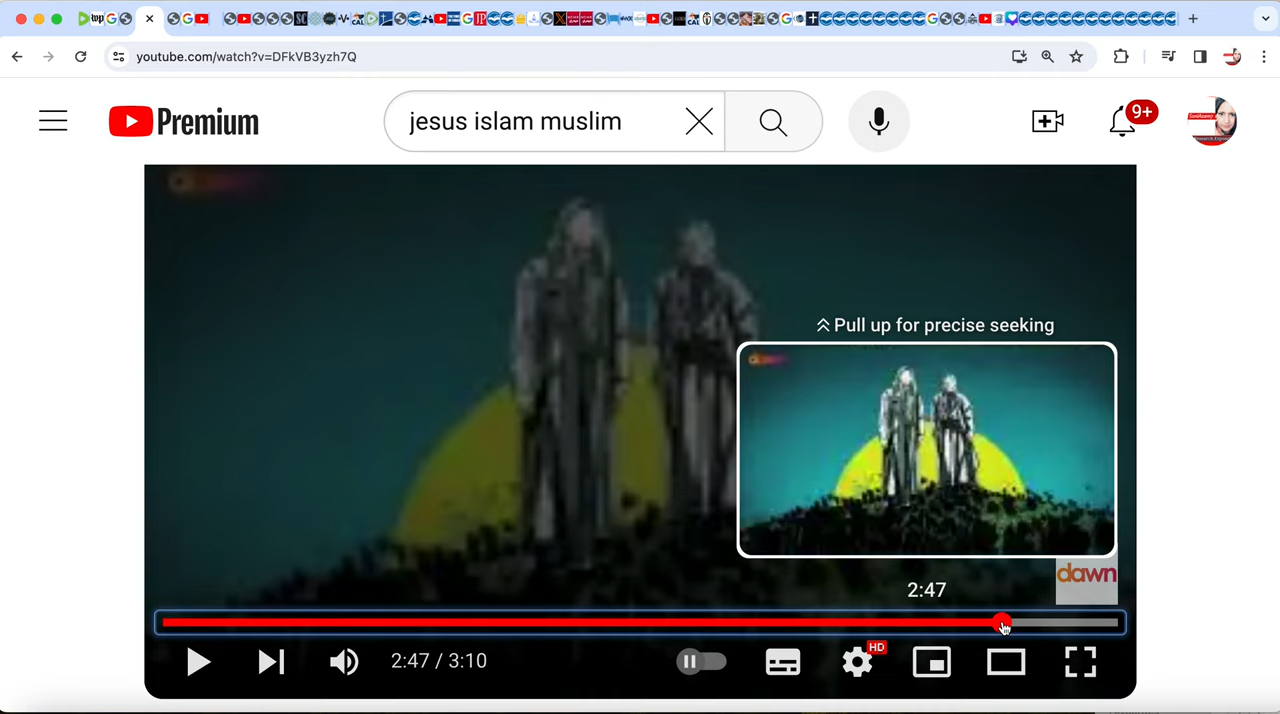 youtube.com/watch?v=DFkVB3yzh7Q
Premium
jesus islam muslim
9+
Pull up for precise seeking
dawn
2:47
2:47 / 3:10
HD